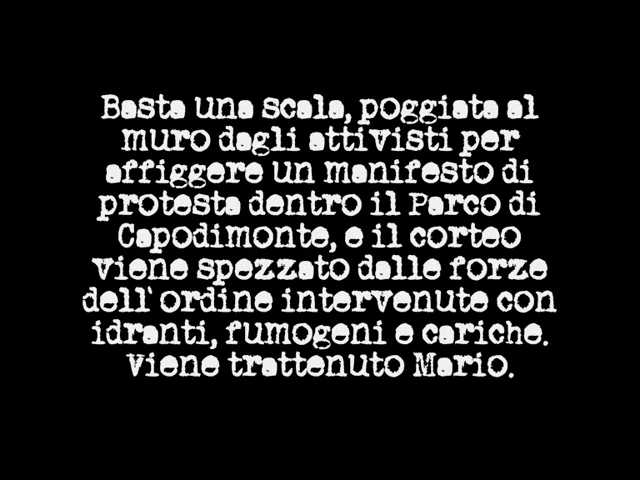 Basta una scala, poggiata al
muro dagli attivisti per
affiggere un manifesto di
protesta dentro il Parco di
Capodimonte, e il corteo
viene spezzato dalle forze
dell'ordine intervenute con
idranti, fumogeni e cariche.
Viene trattenuto Mario.